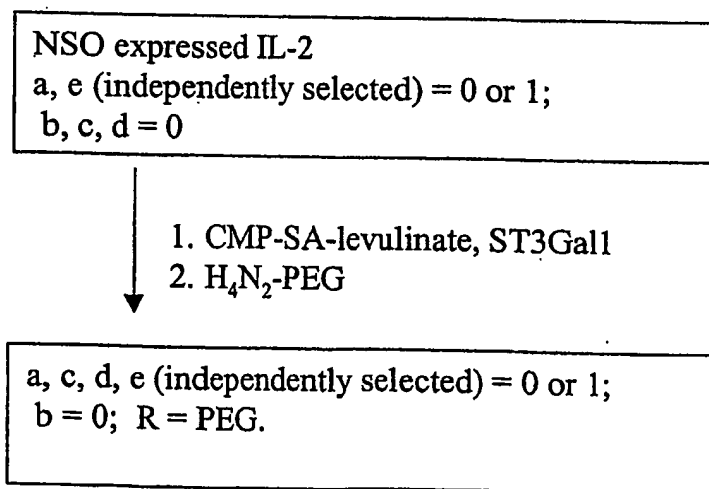 NSO expressed IL-2
a, e (independently selected) = 0 or 1;
b, c, d = 0
1. CMP-SA-levulinate, ST3Gal1
2. H₄N₂-PEG
a, c, d, e (independently selected) = 0 or 1;
b = 0; R = PEG.